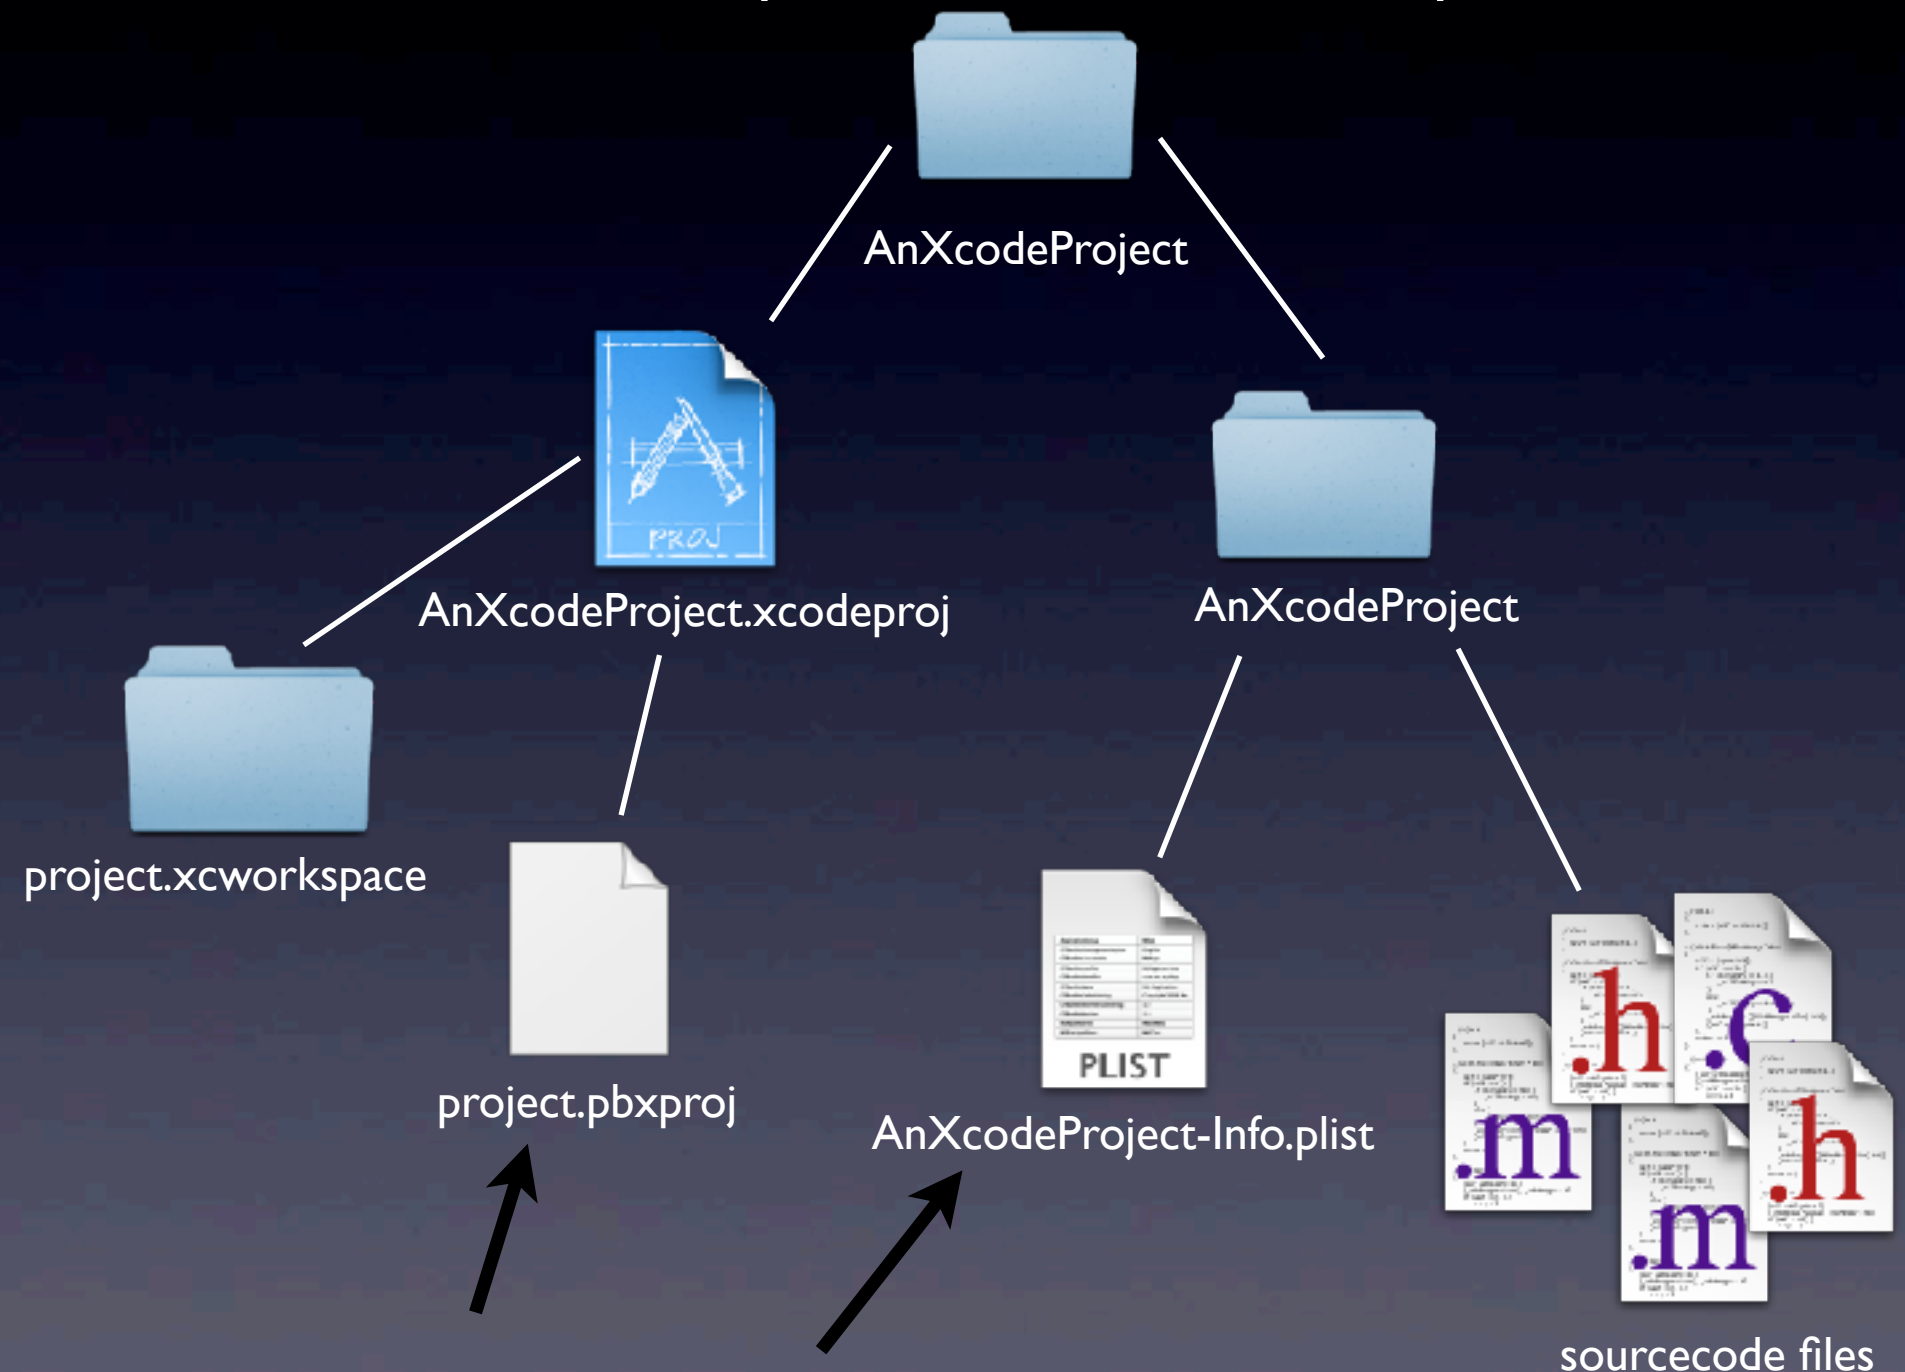 AnXcodeProject
PROJ
AnXcodeProject.xcodeproj
AnXcodeProject
project.xcworkspace
project.pbxproj
PLIST
AnXcodeProject-Info.plist
.h
.c
.m
.h
.m
sourcecode files